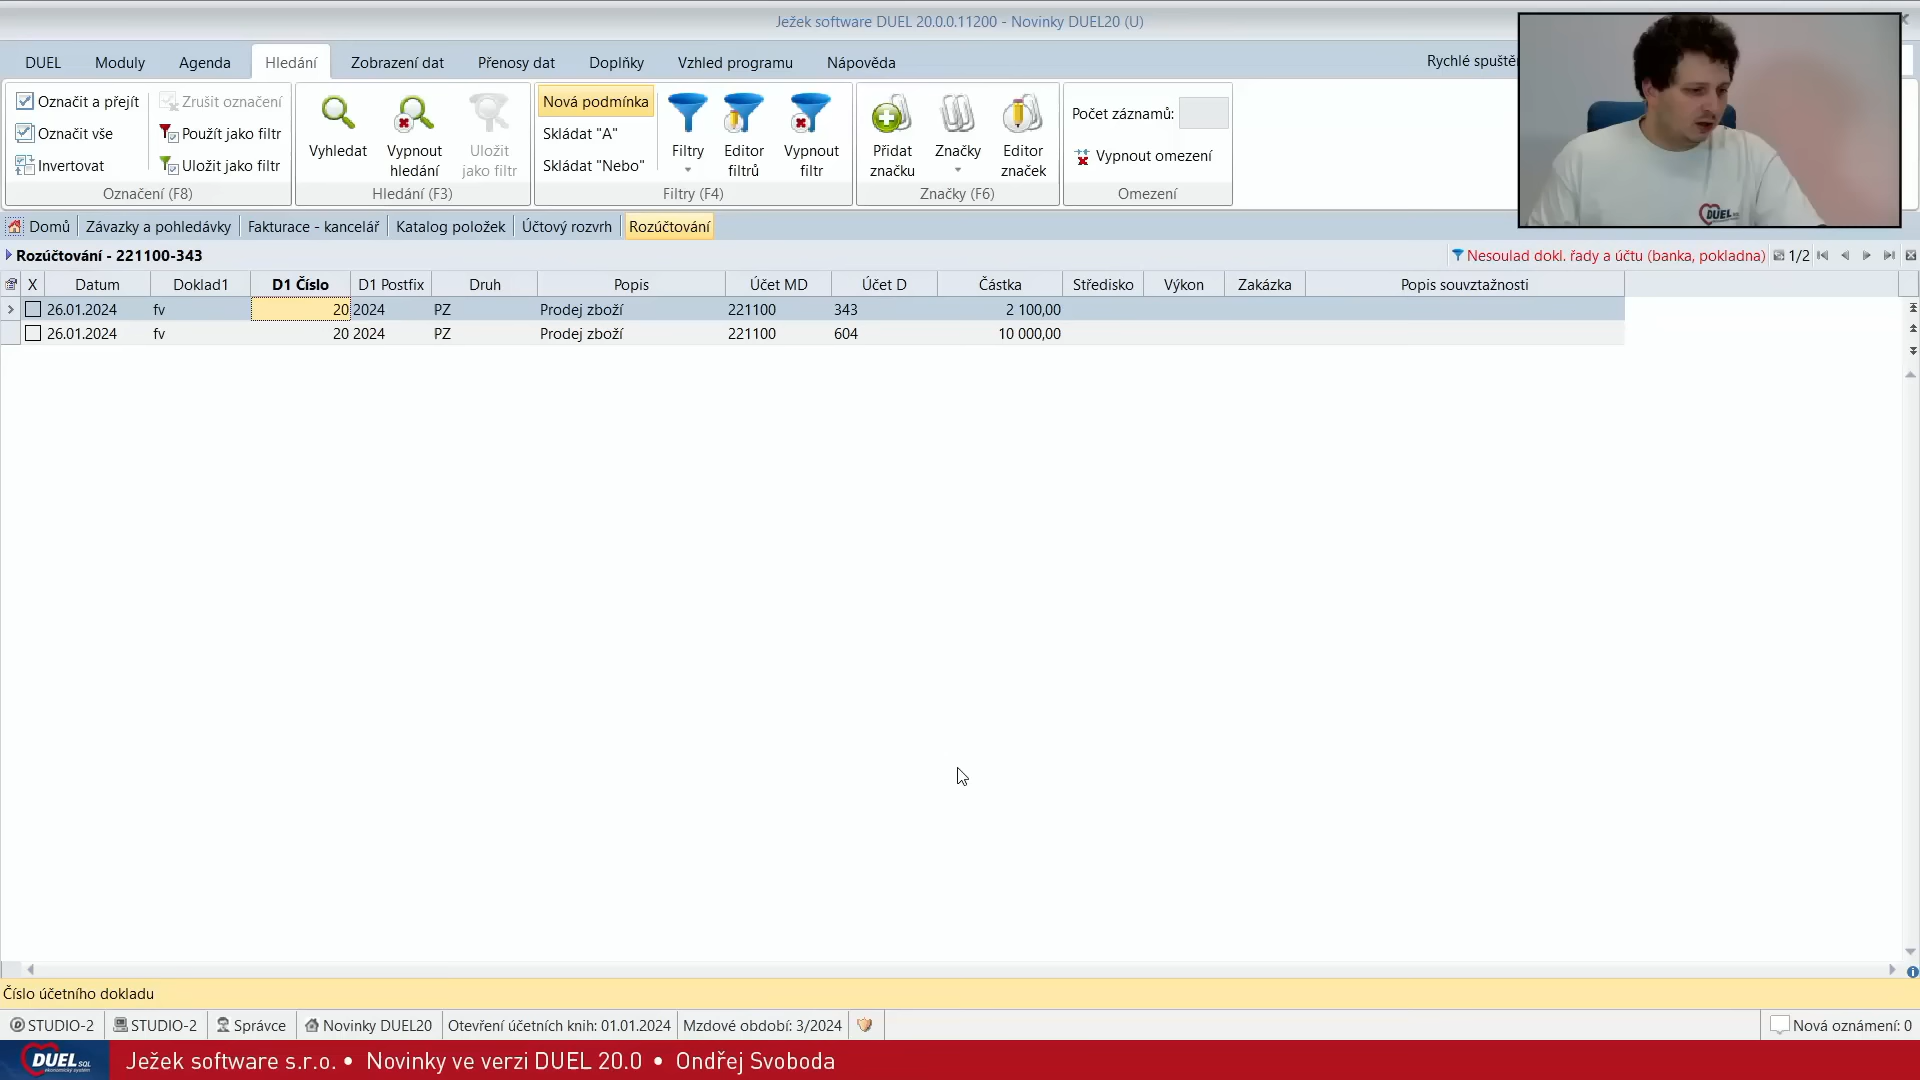 Ježek software DUEL 20.0.0.11200 - Novinky DUEL20 (U)
DUEL Moduly Agenda Hledání Zobrazení dat Přenosy dat Doplňky Vzhled programu Nápověda
Označit a přejít Zrušit označení
Označit vše Použít jako filtr
Invertovat Uložit jako filtr
Označení (F8)
Vyhledat Vypnout hledání Uložit jako filtr
Hledání (F3)
Nová podmínka
Skládat "A"
Skládat "Nebo"
Filtry Editor filtrů Vypnout filtr
Filtry (F4)
Přidat značku Značky Editor značek
Značky (F6)
Počet záznamů:
Vypnout omezení
Omezení
Domů Závazky a pohledávky Fakturace - kancelář Katalog položek Účtový rozvrh Rozúčtování
Rozúčtování - 221100-343 Nesoulad dokl. řady a účtu (banka, pokladna) 1/2
X Datum Doklad1 D1 Číslo D1 Postfix Druh Popis Účet MD Účet D Částka Středisko Výkon Zakázka Popis souvztažnosti
26.01.2024 fv 20 2024 PZ Prodej zboží 221100 343 2 100,00
26.01.2024 fv 20 2024 PZ Prodej zboží 221100 604 10 000,00
Číslo účetního dokladu
STUDIO-2 STUDIO-2 Správce Novinky DUEL20 Otevření účetních knih: 01.01.2024 Mzdové období: 3/2024 Nová oznámení: 0
Ježek software s.r.o. • Novinky ve verzi DUEL 20.0 • Ondřej Svoboda